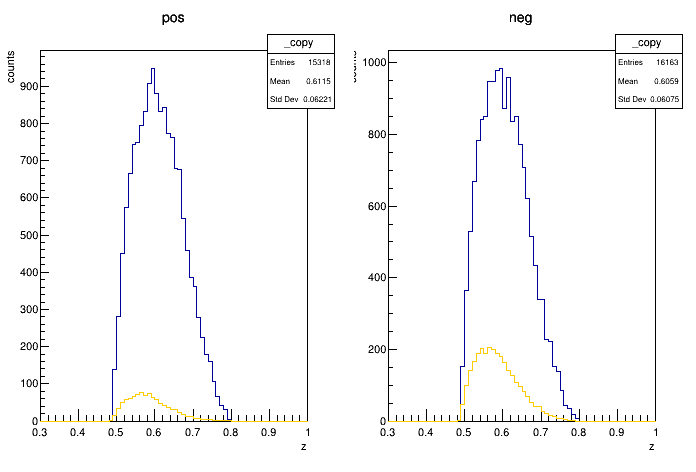 pos
_copy
Entries 15318
Mean 0.6115
Std Dev 0.06221
counts
900
800
700
600
500
400
300
200
100
0
0.3 0.4 0.5 0.6 0.7 0.8 0.9 1
z
neg
_copy
Entries 16163
Mean 0.6059
Std Dev 0.06075
counts
1000
800
600
400
200
0
0.3 0.4 0.5 0.6 0.7 0.8 0.9 1
z